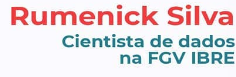 Rumenick Silva
Cientista de dados
na FGV IBRE